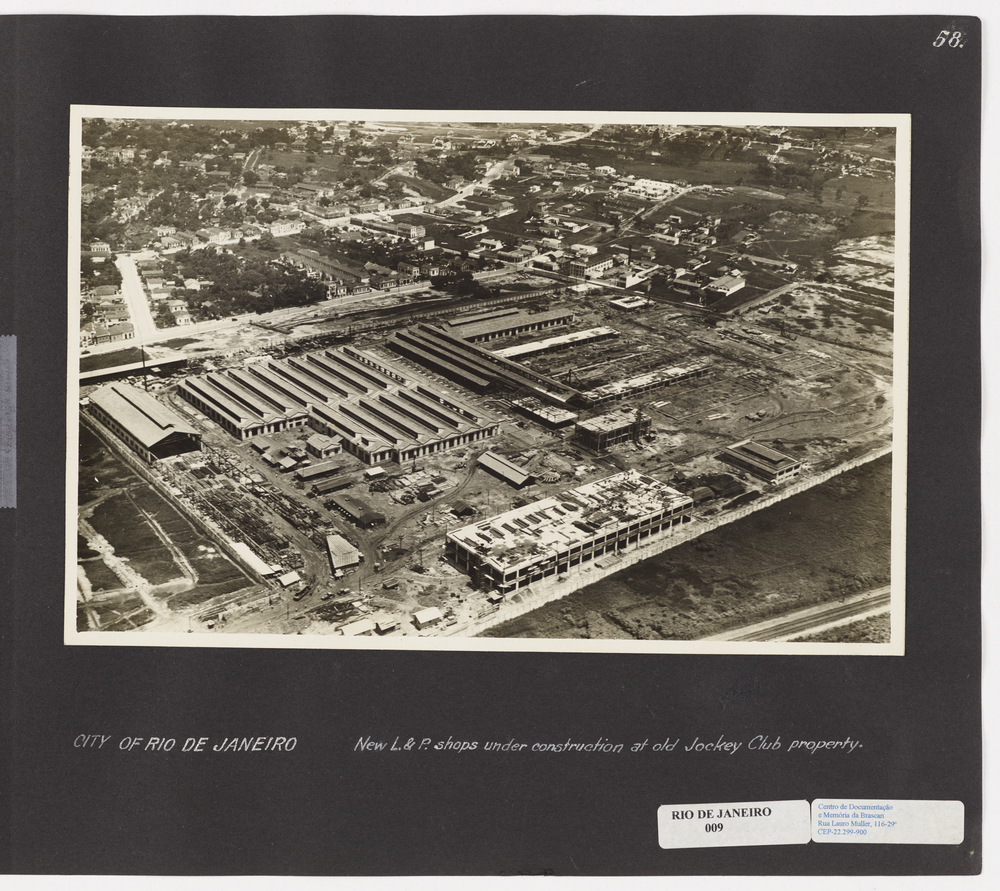 58.
CITY OF RIO DE JANEIRO New L. & P. shops under construction at old Jockey Club property.
RIO DE JANEIRO
009
Centro de Documentação
e Memória da Brascan
Rua Lauro Muller, 116-29º
CEP-22.299-900